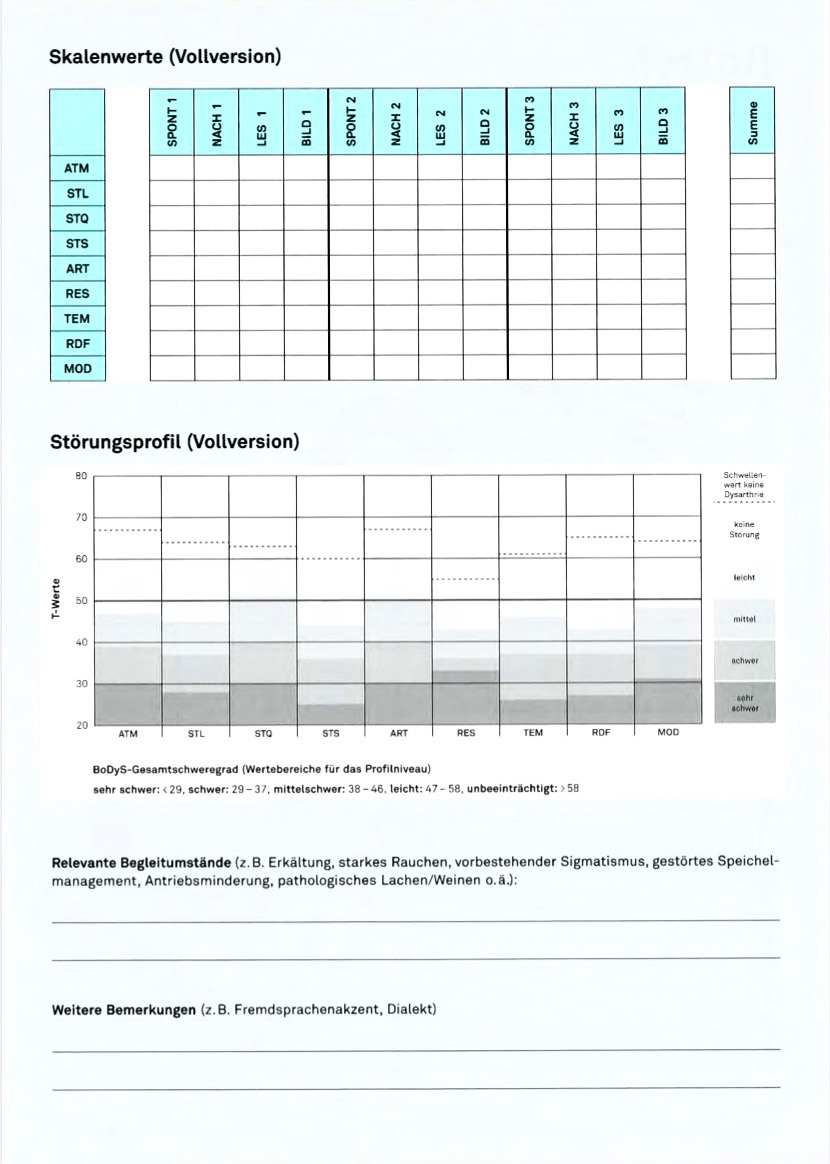 Skalenwerte (Vollversion)
SPONT 1 NACH 1 LES 1 BILD 1 SPONT 2 NACH 2 LES 2 BILD 2 SPONT 3 NACH 3 LES 3 BILD 3 Summe
ATM
STL
STQ
STS
ART
RES
TEM
RDF
MOD
Störungsprofil (Vollversion)
T-Werte
80
70
60
50
40
30
20
Schwellen-
wert keine
Dysarthrie
keine
Störung
leicht
mittel
schwer
sehr
schwer
ATM STL STQ STS ART RES TEM RDF MOD
BoDyS-Gesamtschweregrad (Wertebereiche für das Profilniveau)
sehr schwer: < 29, schwer: 29 – 37, mittelschwer: 38 – 46, leicht: 47 – 58, unbeeinträchtigt: > 58
Relevante Begleitumstände (z. B. Erkältung, starkes Rauchen, vorbestehender Sigmatismus, gestörtes Speichel-
management, Antriebsminderung, pathologisches Lachen/Weinen o. ä.):
Weitere Bemerkungen (z. B. Fremdsprachenakzent, Dialekt)